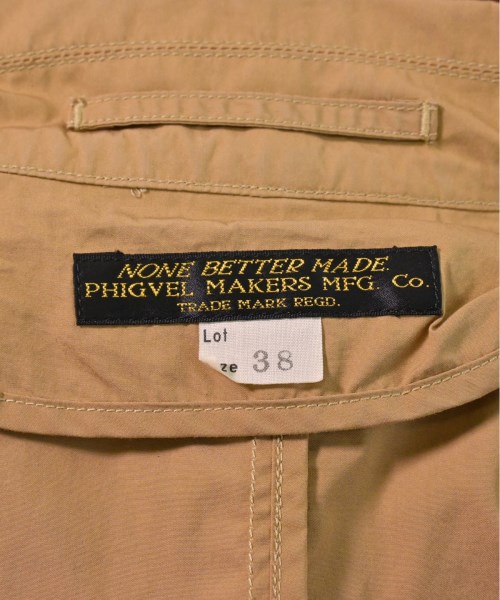 NONE BETTER MADE.
PHIGVEL MAKERS MFG. Co.
TRADE MARK REGD.
Lot
ze 38